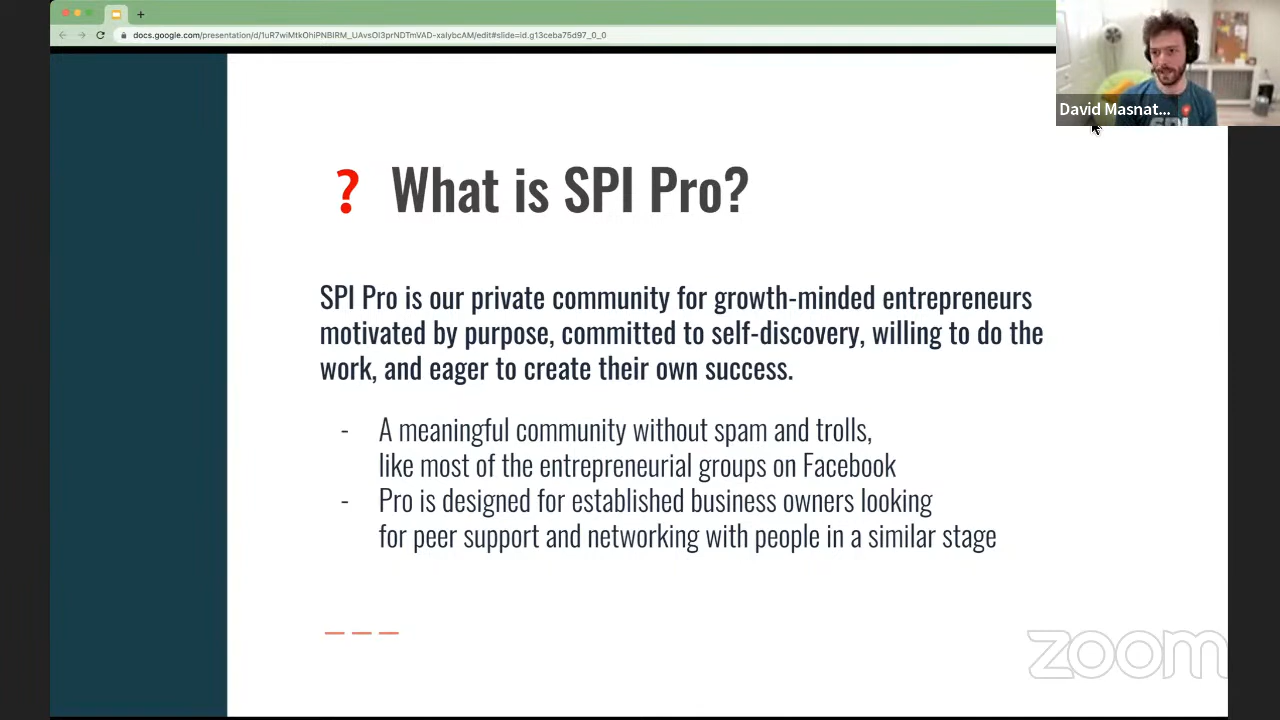 docs.google.com/presentation/d/1uR7wiMtkOhiPNBIRM_UAvsOI3prNDTmVAD-xalybcAM/edit#slide=id.g13ceba75d97_0_0
David Masnat...
SPI
? What is SPI Pro?
SPI Pro is our private community for growth-minded entrepreneurs
motivated by purpose, committed to self-discovery, willing to do the
work, and eager to create their own success.
- A meaningful community without spam and trolls,
like most of the entrepreneurial groups on Facebook
- Pro is designed for established business owners looking
for peer support and networking with people in a similar stage
zoom